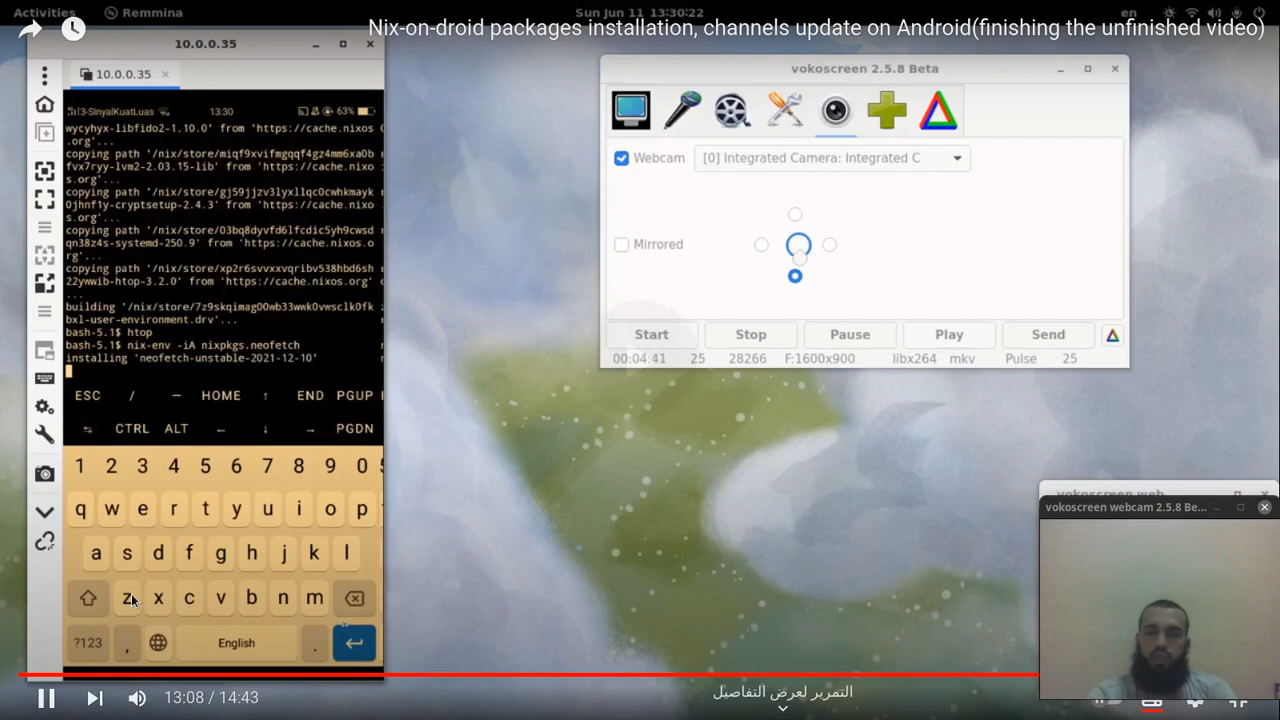 Activities
Remmina
Sun Jun 11 13:30:22
en
Nix-on-droid packages installation, channels update on Android(finishing the unfinished video)
10.0.0.35
10.0.0.35
3-SinyalKuatLuas
13:30
63%
wycyhyx-libfido2-1.10.0' from 'https://cache.nixos
.org'...
copying path '/nix/store/miqf9xvifmgqqf4gz4mm6xa0b
fvx7ryy-lvm2-2.03.15-lib' from 'https://cache.nixo
s.org'...
copying path '/nix/store/gj59jjzv3lyxllqc0cwhkmayk
0jhnf1y-cryptsetup-2.4.3' from 'https://cache.nixo
s.org'...
copying path '/nix/store/03bq8dyvfd6lfcdic5yh9cwsd
qn38z4s-systemd-250.9' from 'https://cache.nixos.o
rg'...
copying path '/nix/store/xp2r6svvxxvqribv538hbd6sh
22ywwib-htop-3.2.0' from 'https://cache.nixos.org'
...
building '/nix/store/7z9skqimag00wb33wwk0vwsclk0fk
bxl-user-environment.drv'...
bash-5.1$ htop
bash-5.1$ nix-env -iA nixpkgs.neofetch
installing 'neofetch-unstable-2021-12-10'
ESC / — HOME ↑ END PGUP
CTRL ALT ← ↓ → PGDN
1 2 3 4 5 6 7 8 9 0
q w e r t y u i o p
a s d f g h j k l
z x c v b n m
?123 , English .
vokoscreen 2.5.8 Beta
Webcam
[0] Integrated Camera: Integrated C
Mirrored
Start Stop Pause Play Send
00:04:41 25 28266 F:1600x900 libx264 mkv Pulse 25
vokoscreen web
vokoscreen webcam 2.5.8 Be...
13:08 / 14:43
التمرير لعرض التفاصيل